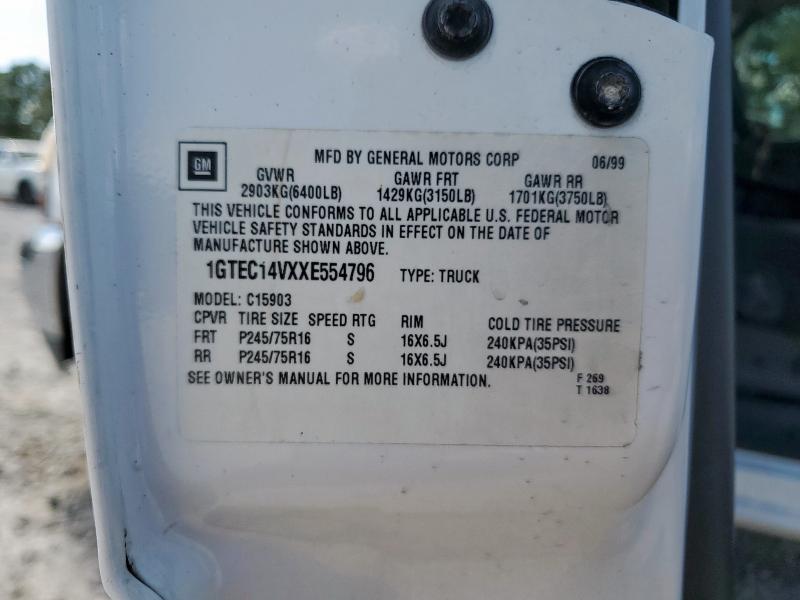 MFD BY GENERAL MOTORS CORP 06/99
GM
GVWR GAWR FRT GAWR RR
2903KG(6400LB) 1429KG(3150LB) 1701KG(3750LB)
THIS VEHICLE CONFORMS TO ALL APPLICABLE U.S. FEDERAL MOTOR
VEHICLE SAFETY STANDARDS IN EFFECT ON THE DATE OF
MANUFACTURE SHOWN ABOVE.
1GTEC14VXXE554796 TYPE: TRUCK
MODEL: C15903
CPVR TIRE SIZE SPEED RTG RIM COLD TIRE PRESSURE
FRT P245/75R16 S 16X6.5J 240KPA(35PSI)
RR P245/75R16 S 16X6.5J 240KPA(35PSI)
SEE OWNER'S MANUAL FOR MORE INFORMATION.
F 269
T 1638